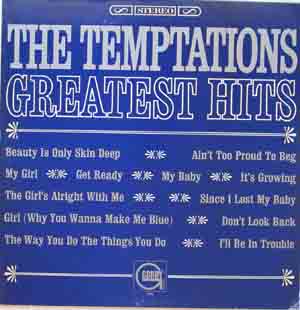 STEREO
THE TEMPTATIONS
GREATEST HITS
Beauty Is Only Skin Deep Ain't Too Proud To Beg
My Girl Get Ready My Baby It's Growing
The Girl's Alright With Me Since I Lost My Baby
Girl (Why You Wanna Make Me Blue) Don't Look Back
The Way You Do The Things You Do I'll Be In Trouble
GORDY